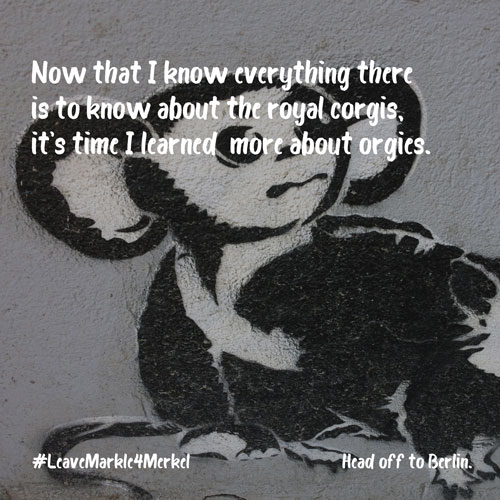 Now that I know everything there
is to know about the royal corgis,
it's time I learned more about orgies.
#LeaveMarkle4Merkel
Head off to Berlin.